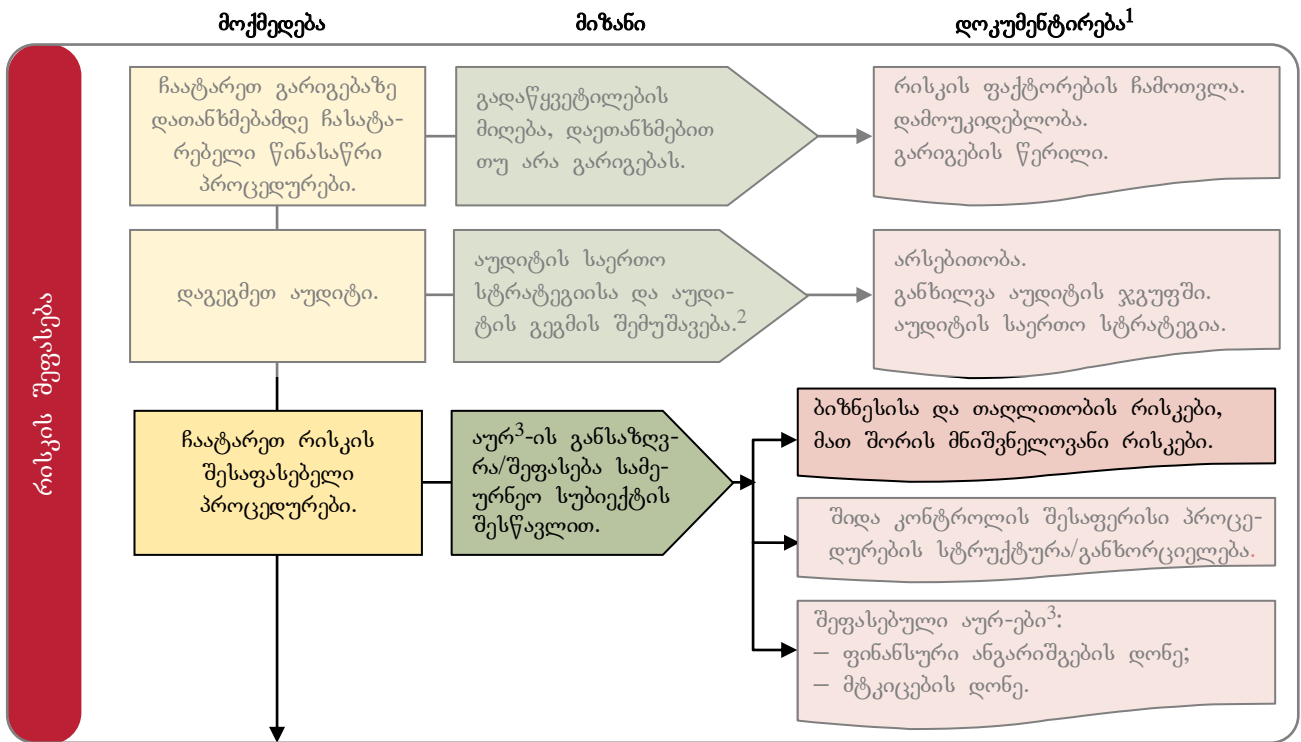 მოქმედება
მიზანი
დოკუმენტირება1
რისკის შეფასება
ჩაატარეთ გარიგებაზე
დათანხმებამდე ჩასატა-
რებელი წინასაწრი
პროცედურები.
გადაწყვეტილების
მიღება, დაეთანხმებით
თუ არა გარიგებას.
რისკის ფაქტორების ჩამოთვლა.
დამოუკიდებლობა.
გარიგების წერილი.
დაგეგმეთ აუდიტი.
აუდიტის საერთო
სტრატეგიისა და აუდი-
ტის გეგმის შემუშავება.2
არსებითობა.
განხილვა აუდიტის ჯგუფში.
აუდიტის საერთო სტრატეგია.
ჩაატარეთ რისკის
შესაფასებელი
პროცედურები.
აურ3-ის განსაზღვ-
რა/შეფასება სამე-
ურნეო სუბიექტის
შესწავლით.
ბიზნესისა და თაღლითობის რისკები,
მათ შორის მნიშვნელოვანი რისკები.
შიდა კონტროლის შესაფერისი პროცე-
დურების სტრუქტურა/განხორციელება.
შეფასებული აურ-ები3:
– ფინანსური ანგარიშგების დონე;
– მტკიცების დონე.